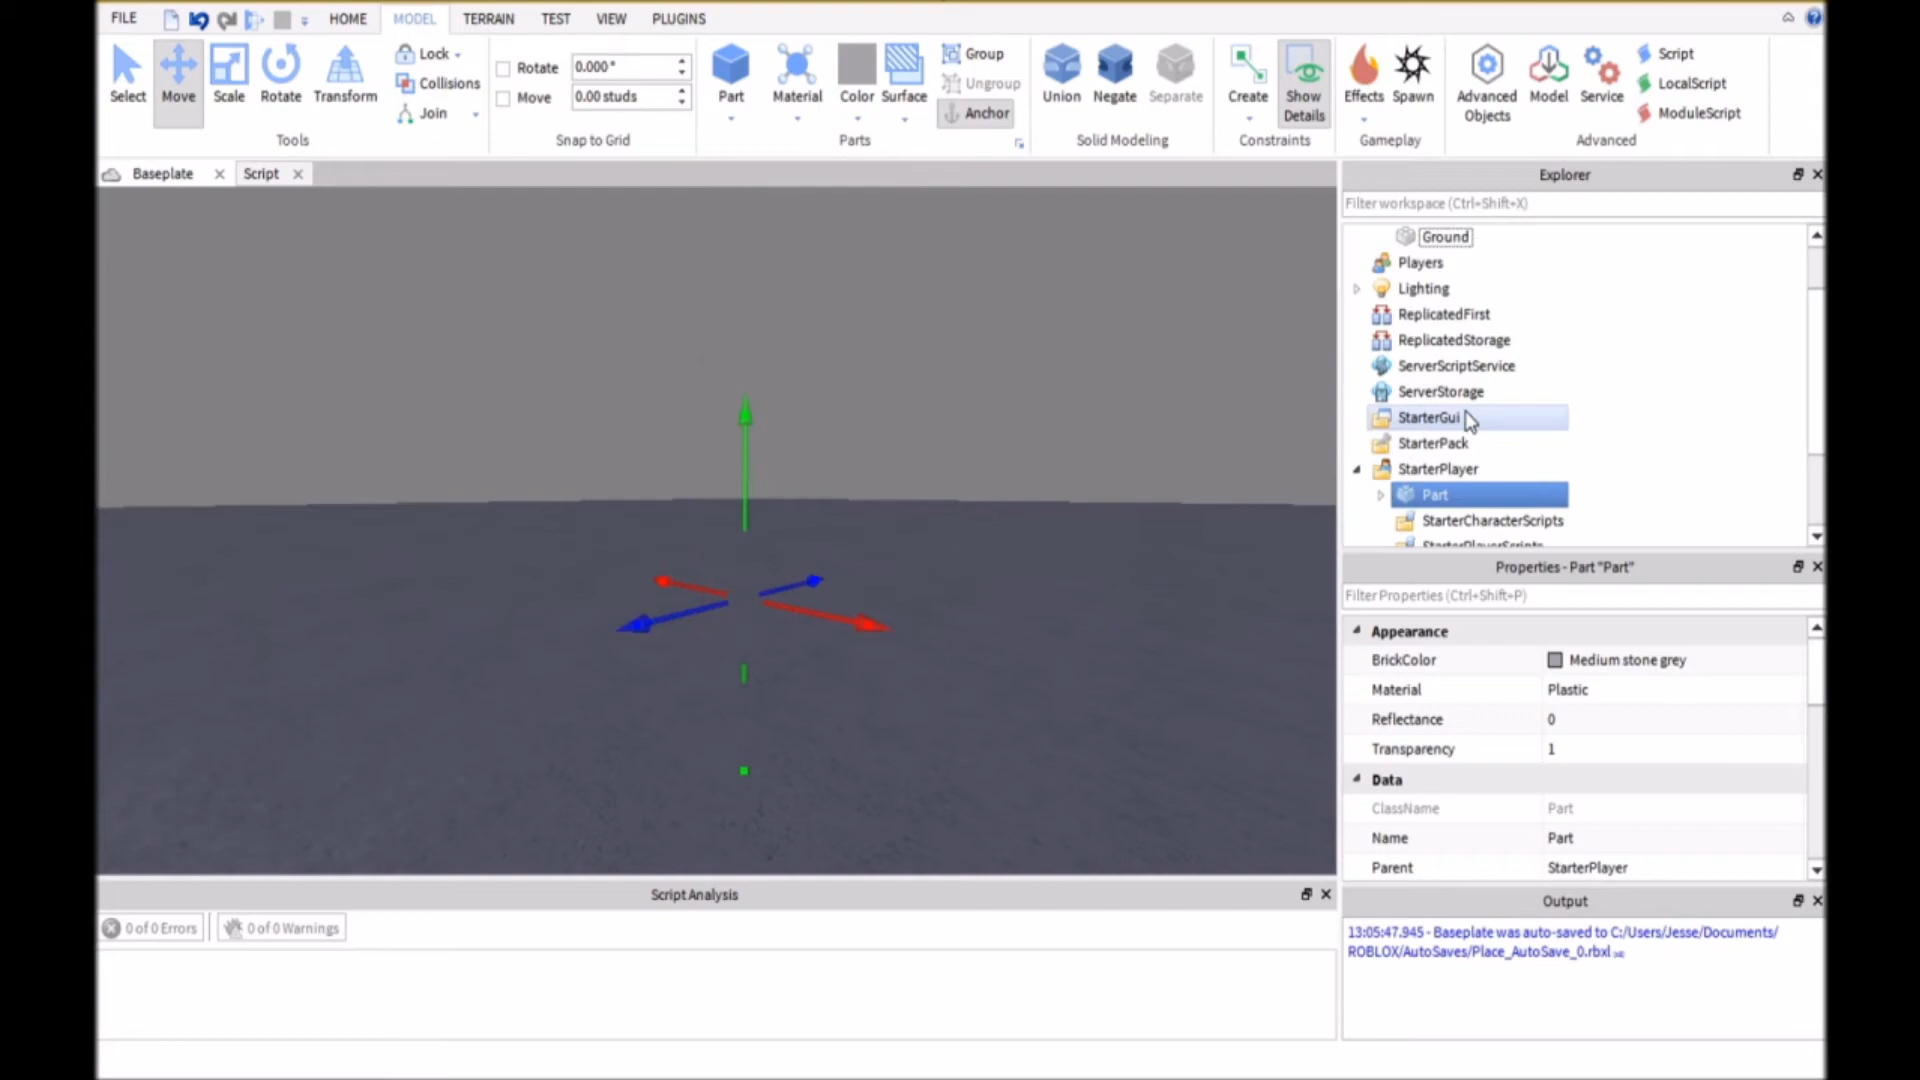 FILE
HOME
MODEL
TERRAIN
TEST
VIEW
PLUGINS
Select
Move
Scale
Rotate
Transform
Lock
Collisions
Join
Tools
Rotate
0.000 °
Move
0.00 studs
Snap to Grid
Part
Material
Color
Surface
Group
Ungroup
Anchor
Parts
Union
Negate
Separate
Solid Modeling
Create
Show
Details
Constraints
Effects
Spawn
Gameplay
Advanced
Objects
Model
Service
Script
LocalScript
ModuleScript
Advanced
Baseplate
Script
Explorer
Filter workspace (Ctrl+Shift+X)
Ground
Players
Lighting
ReplicatedFirst
ReplicatedStorage
ServerScriptService
ServerStorage
StarterGui
StarterPack
StarterPlayer
Part
StarterCharacterScripts
StarterPlayerScripts
Properties - Part "Part"
Filter Properties (Ctrl+Shift+P)
Appearance
BrickColor Medium stone grey
Material Plastic
Reflectance 0
Transparency 1
Data
ClassName Part
Name Part
Parent StarterPlayer
Script Analysis
0 of 0 Errors
0 of 0 Warnings
Output
13:05:47.945 - Baseplate was auto-saved to C:/Users/Jesse/Documents/
ROBLOX/AutoSaves/Place_AutoSave_0.rbxl